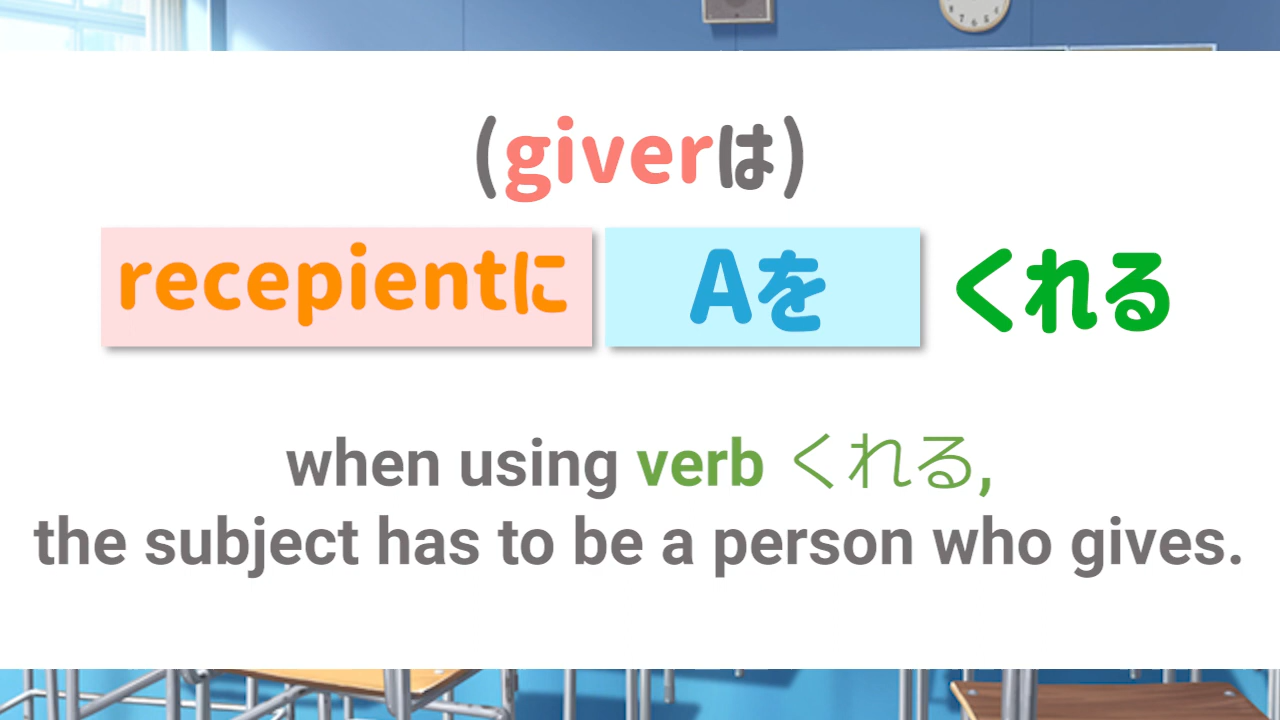 (giverは)
recepientに Aを くれる
when using verb くれる,
the subject has to be a person who gives.